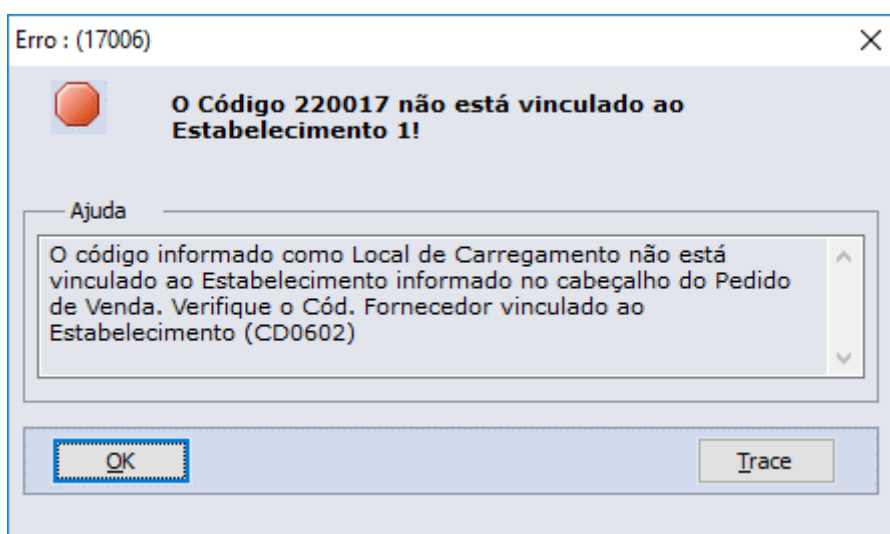 Erro : (17006)
O Código 220017 não está vinculado ao
Estabelecimento 1!
Ajuda
O código informado como Local de Carregamento não está
vinculado ao Estabelecimento informado no cabeçalho do Pedido
de Venda. Verifique o Cód. Fornecedor vinculado ao
Estabelecimento (CD0602)
OK
Trace